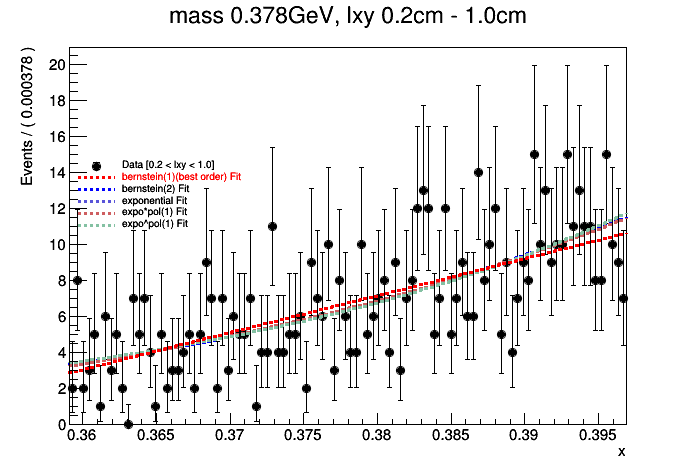 mass 0.378GeV, lxy 0.2cm - 1.0cm
Events / ( 0.000378 )
20
18
16
14
12
10
8
6
4
2
0
Data [0.2 < lxy < 1.0]
bernstein(1)(best order) Fit
bernstein(2) Fit
exponential Fit
expo*pol(1) Fit
expo^pol(1) Fit
0.36 0.365 0.37 0.375 0.38 0.385 0.39 0.395
x